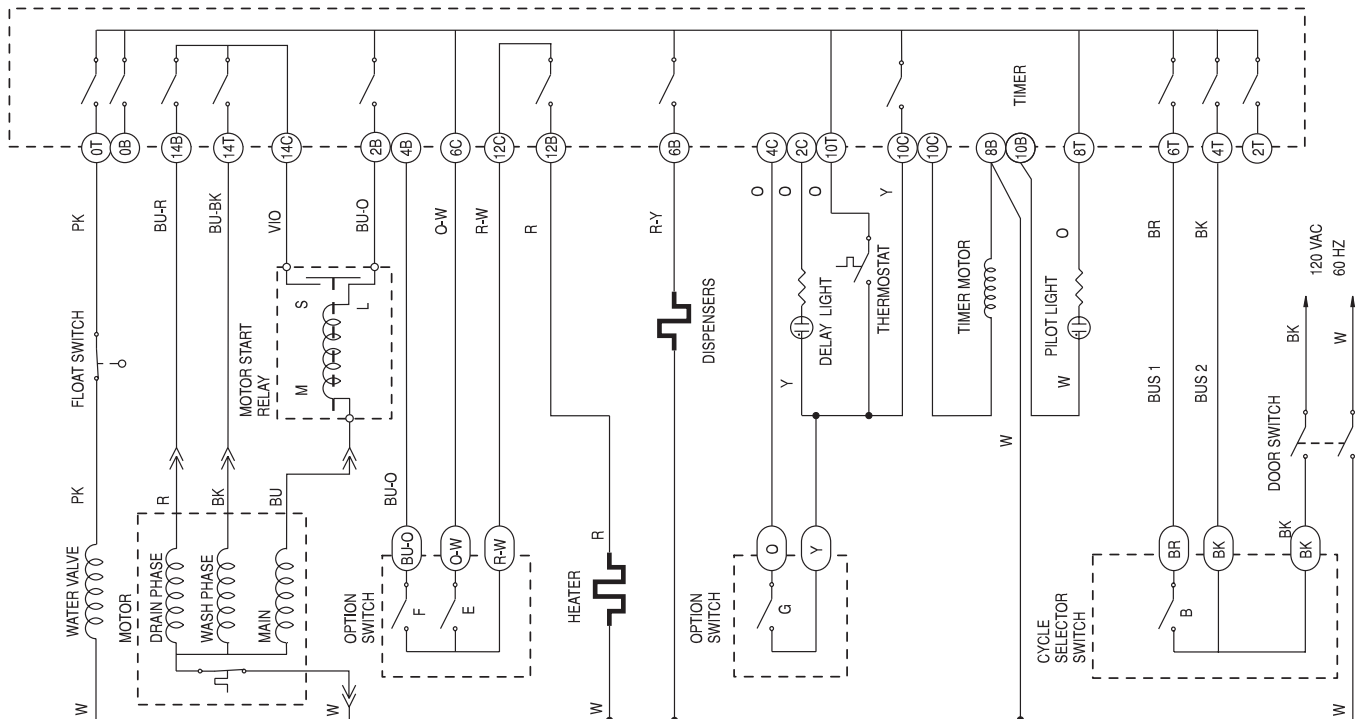 TIMER
0T
0B
14B
14T
14C
2B
4B
6C
12C
12B
6B
4C
2C
10T
10C
10C
8B
10B
8T
6T
4T
2T
PK
BU-R
BU-BK
VIO
BU-O
O-W
R-W
R
R-Y
O
O
O
Y
O
BR
BK
120 VAC
60 HZ
FLOAT SWITCH
MOTOR START
RELAY
S
M
L
DISPENSERS
DELAY LIGHT
THERMOSTAT
TIMER MOTOR
PILOT LIGHT
Y
W
W
BUS 1
BUS 2
BK
W
DOOR SWITCH
PK
R
BK
BU
BU-O
R
BK
WATER VALVE
MOTOR
DRAIN PHASE
WASH PHASE
MAIN
OPTION
SWITCH
BU-O
O-W
R-W
F
E
HEATER
OPTION
SWITCH
O
Y
G
CYCLE
SELECTOR
SWITCH
BR
BK
BK
B
W
W
W
W